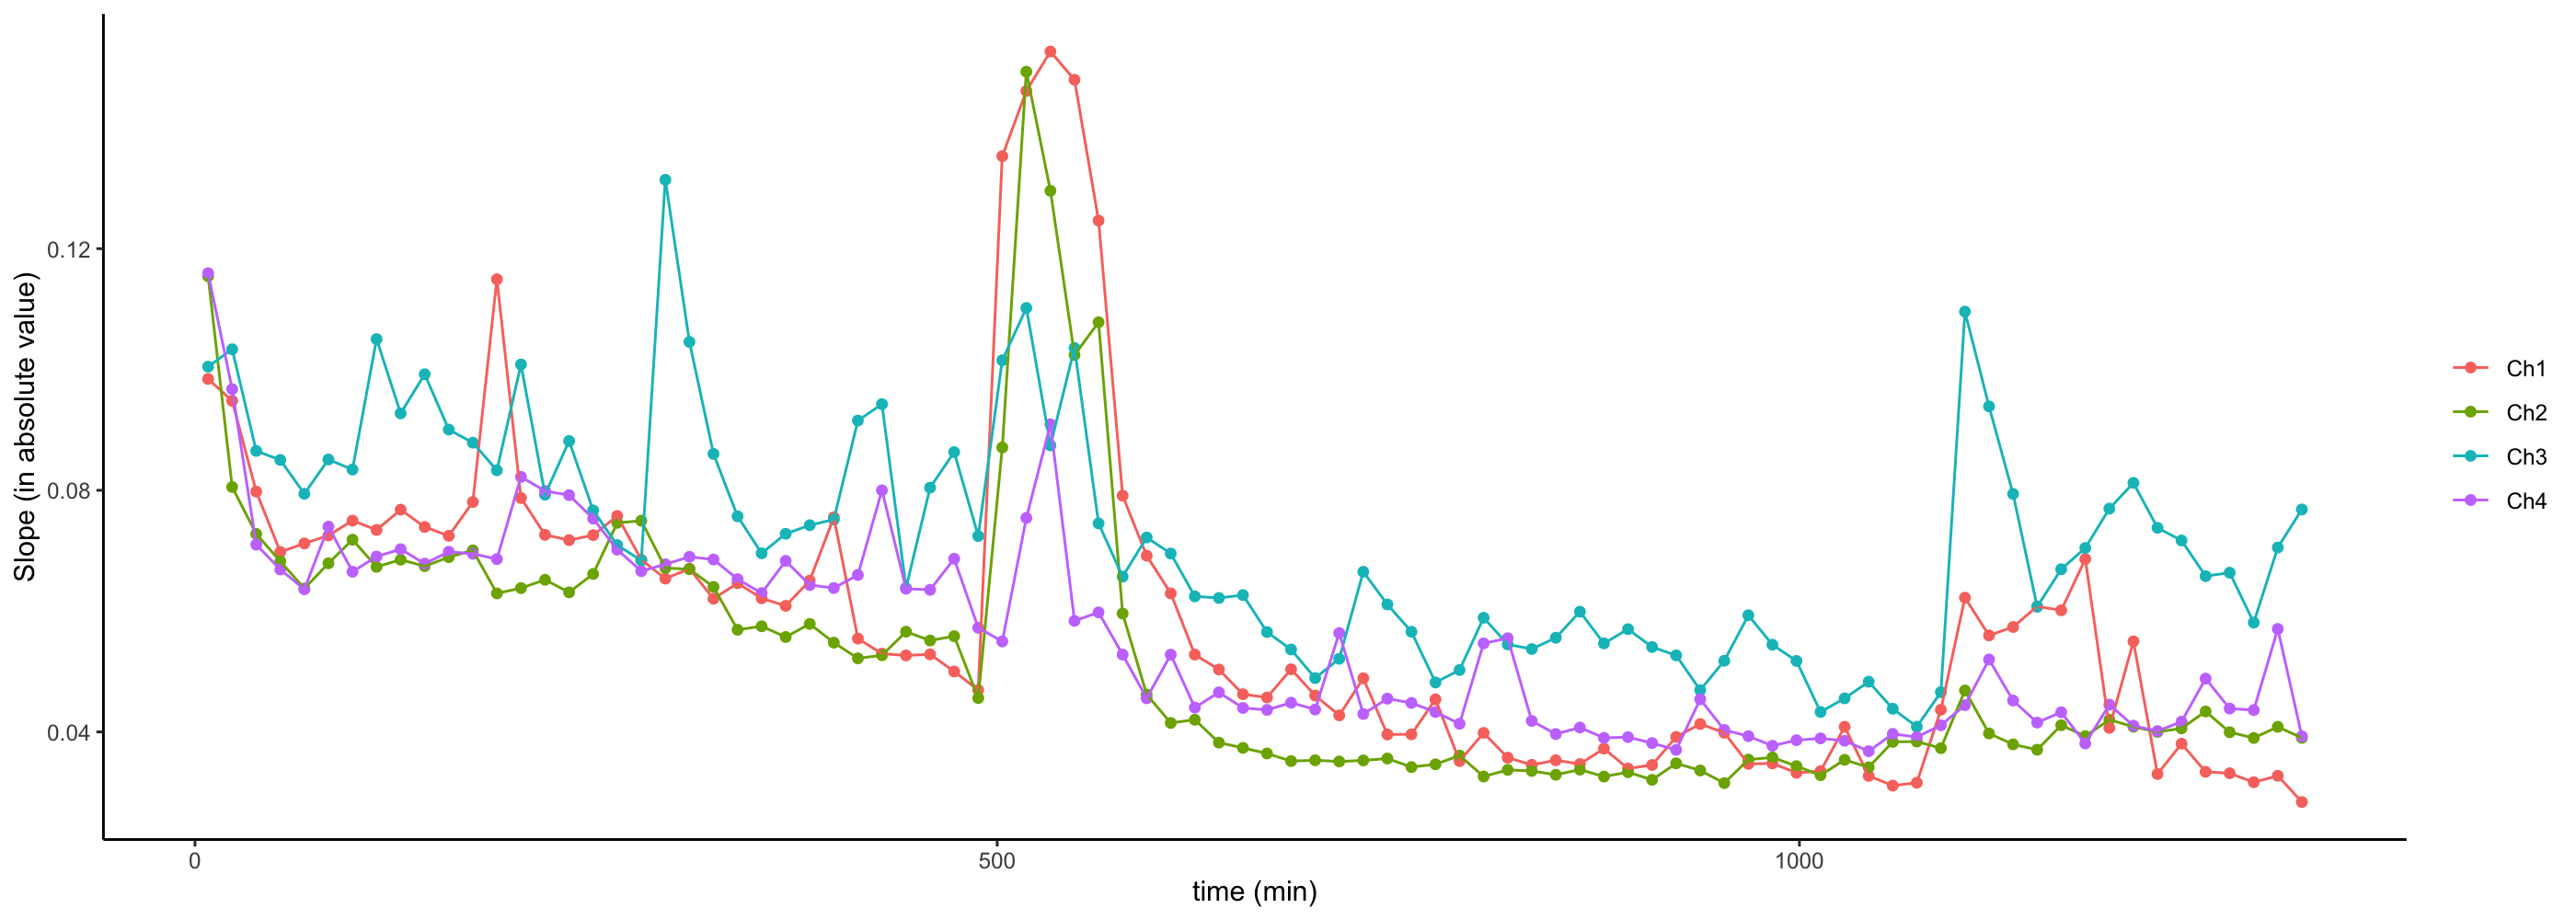 Slope (in absolute value)
0.12
0.08
0.04
0
500
1000
time (min)
Ch1
Ch2
Ch3
Ch4